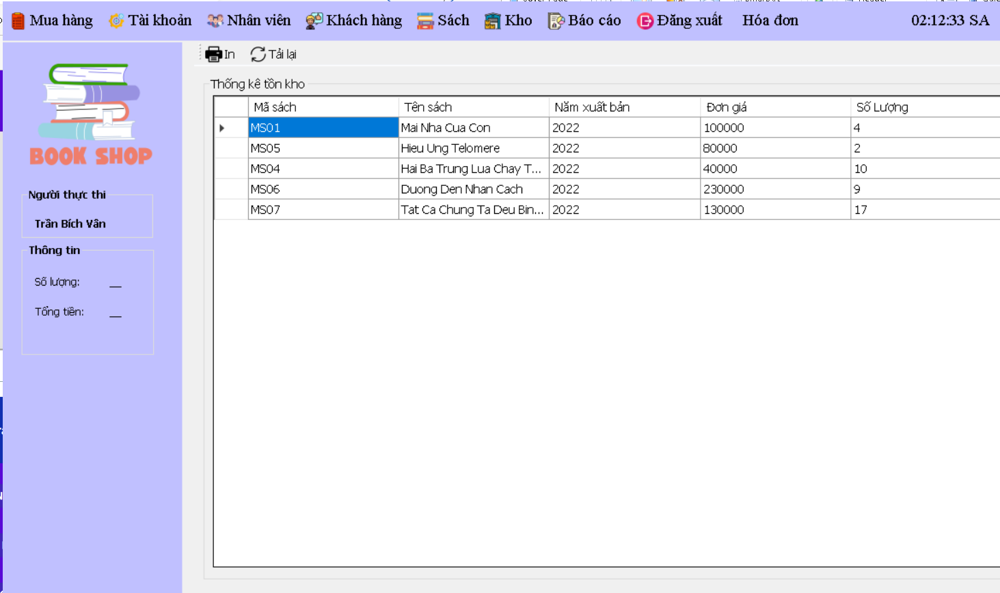 Mua hàng Tài khoản Nhân viên Khách hàng Sách Kho Báo cáo Đăng xuất Hóa đơn 02:12:33 SA
In Tải lại
BOOK SHOP
Người thực thi
Trần Bích Vân
Thông tin
Số lượng: __
Tổng tiền: __
Thống kê tồn kho
Mã sách Tên sách Năm xuất bản Đơn giá Số Lượng
MS01 Mai Nha Cua Con 2022 100000 4
MS05 Hieu Ung Telomere 2022 80000 2
MS04 Hai Ba Trung Lua Chay T... 2022 40000 10
MS06 Duong Den Nhan Cach 2022 230000 9
MS07 Tat Ca Chung Ta Deu Bin... 2022 130000 17